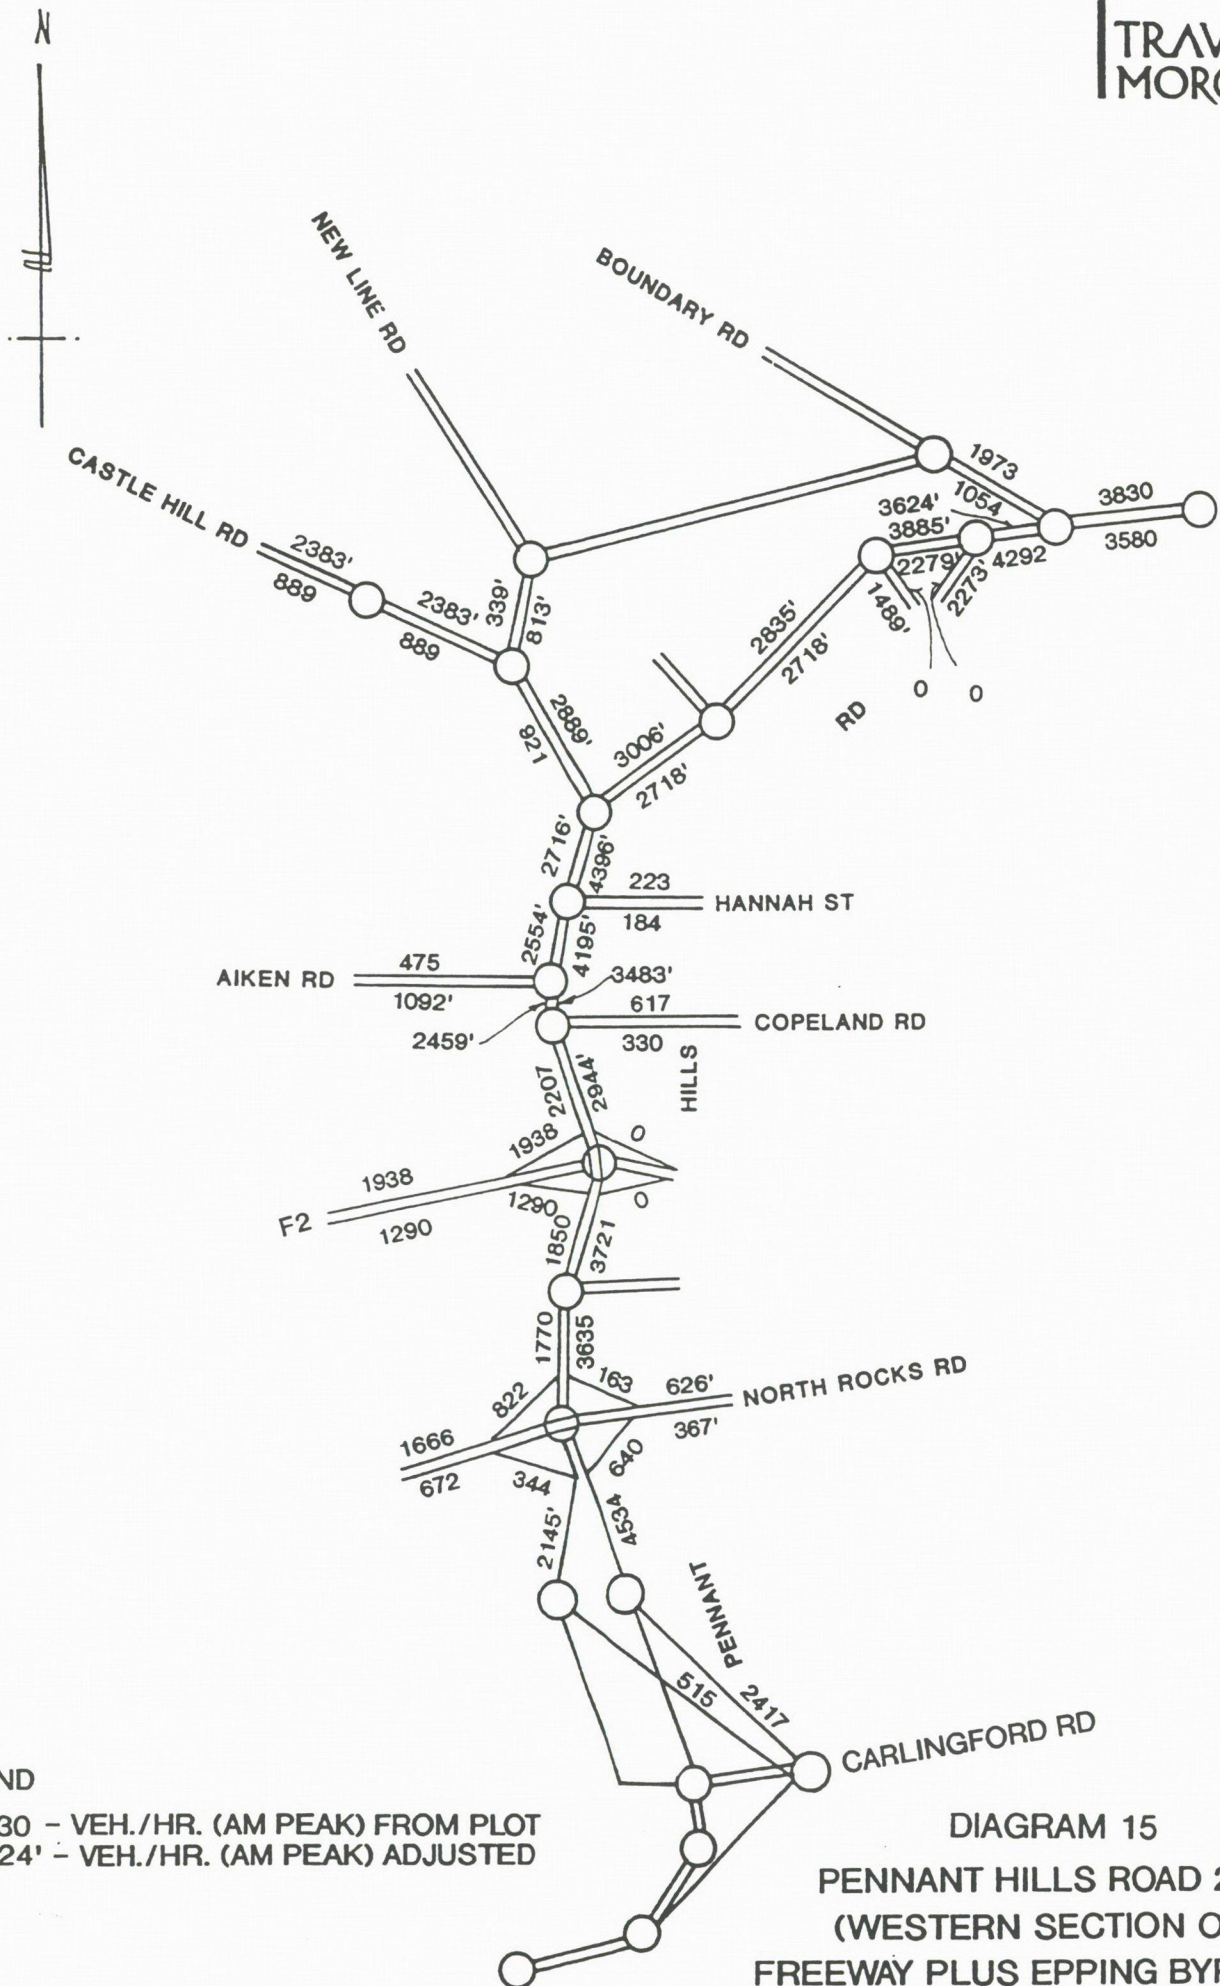 N
TRAV
MORG
NEW LINE RD
BOUNDARY RD
CASTLE HILL RD
1973
1054
3830
3580
3624'
3885'
2279'
4292
2273'
1489'
0
0
2383'
889
2383'
889
339'
813'
2835'
2718'
RD
2889'
921
3006'
2718'
2716'
4396'
223
184
HANNAH ST
2554'
4195'
AIKEN RD
475
1092'
3483'
2459'
617
330
COPELAND RD
HILLS
2207
2944'
1938
0
1938
1290
F2
1290
0
1850
3721
1770
3635
163
822
626'
367'
NORTH ROCKS RD
1666
672
344
640
2145'
4534
PENNANT
515
2417
CARLINGFORD RD
ND
30 – VEH./HR. (AM PEAK) FROM PLOT
24' – VEH./HR. (AM PEAK) ADJUSTED
DIAGRAM 15
PENNANT HILLS ROAD 2
(WESTERN SECTION O
FREEWAY PLUS EPPING BY